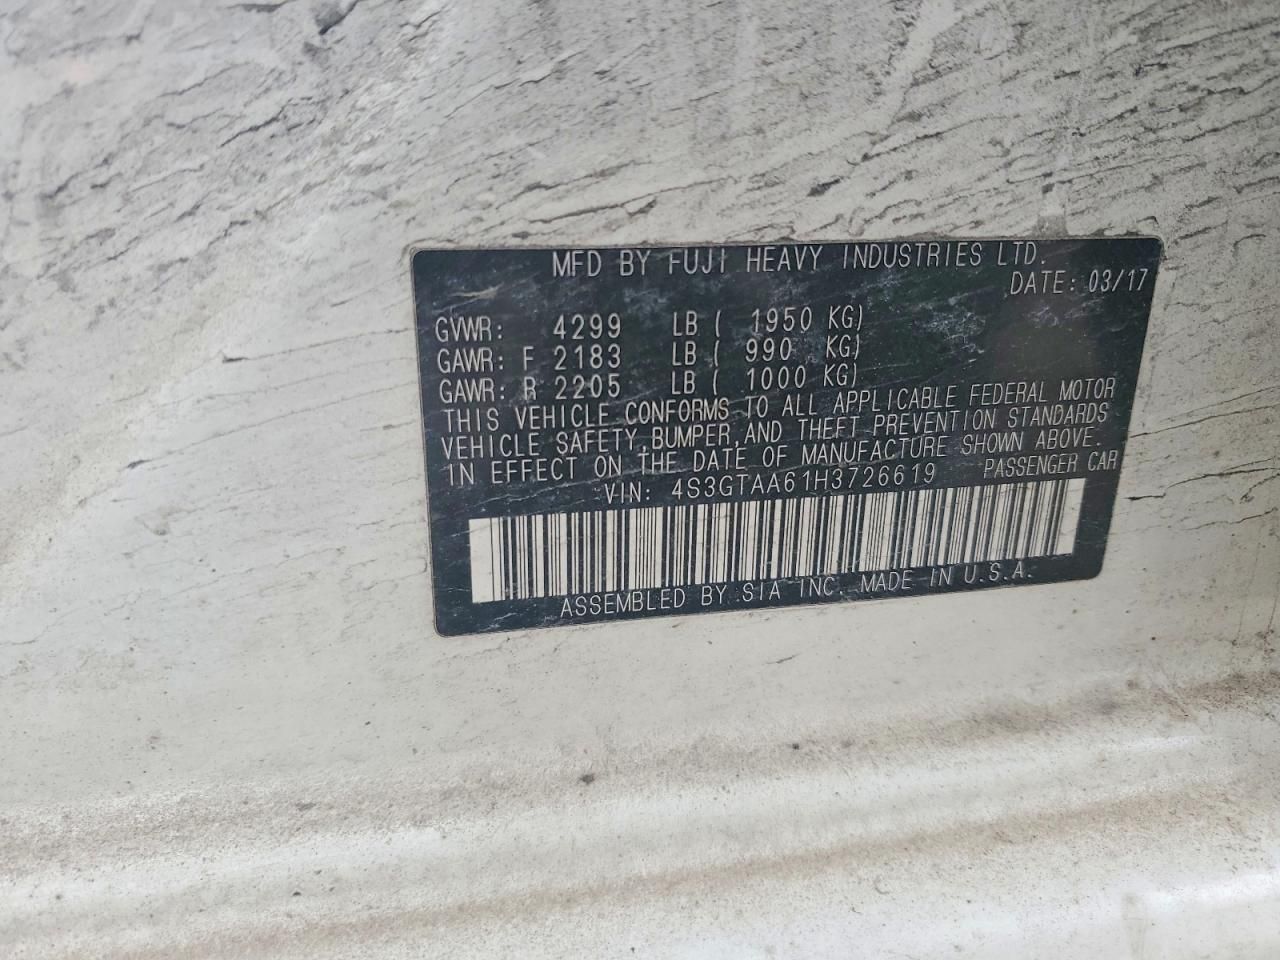 MFD BY FUJI HEAVY INDUSTRIES LTD.
DATE: 03/17
GVWR: 4299 LB ( 1950 KG)
GAWR: F 2183 LB ( 990 KG)
GAWR: R 2205 LB ( 1000 KG)
THIS VEHICLE CONFORMS TO ALL APPLICABLE FEDERAL MOTOR
VEHICLE SAFETY,BUMPER,AND THEFT PREVENTION STANDARDS
IN EFFECT ON THE DATE OF MANUFACTURE SHOWN ABOVE.
VIN: 4S3GTAA61H3726619 PASSENGER CAR
ASSEMBLED BY SIA INC. MADE IN U.S.A.